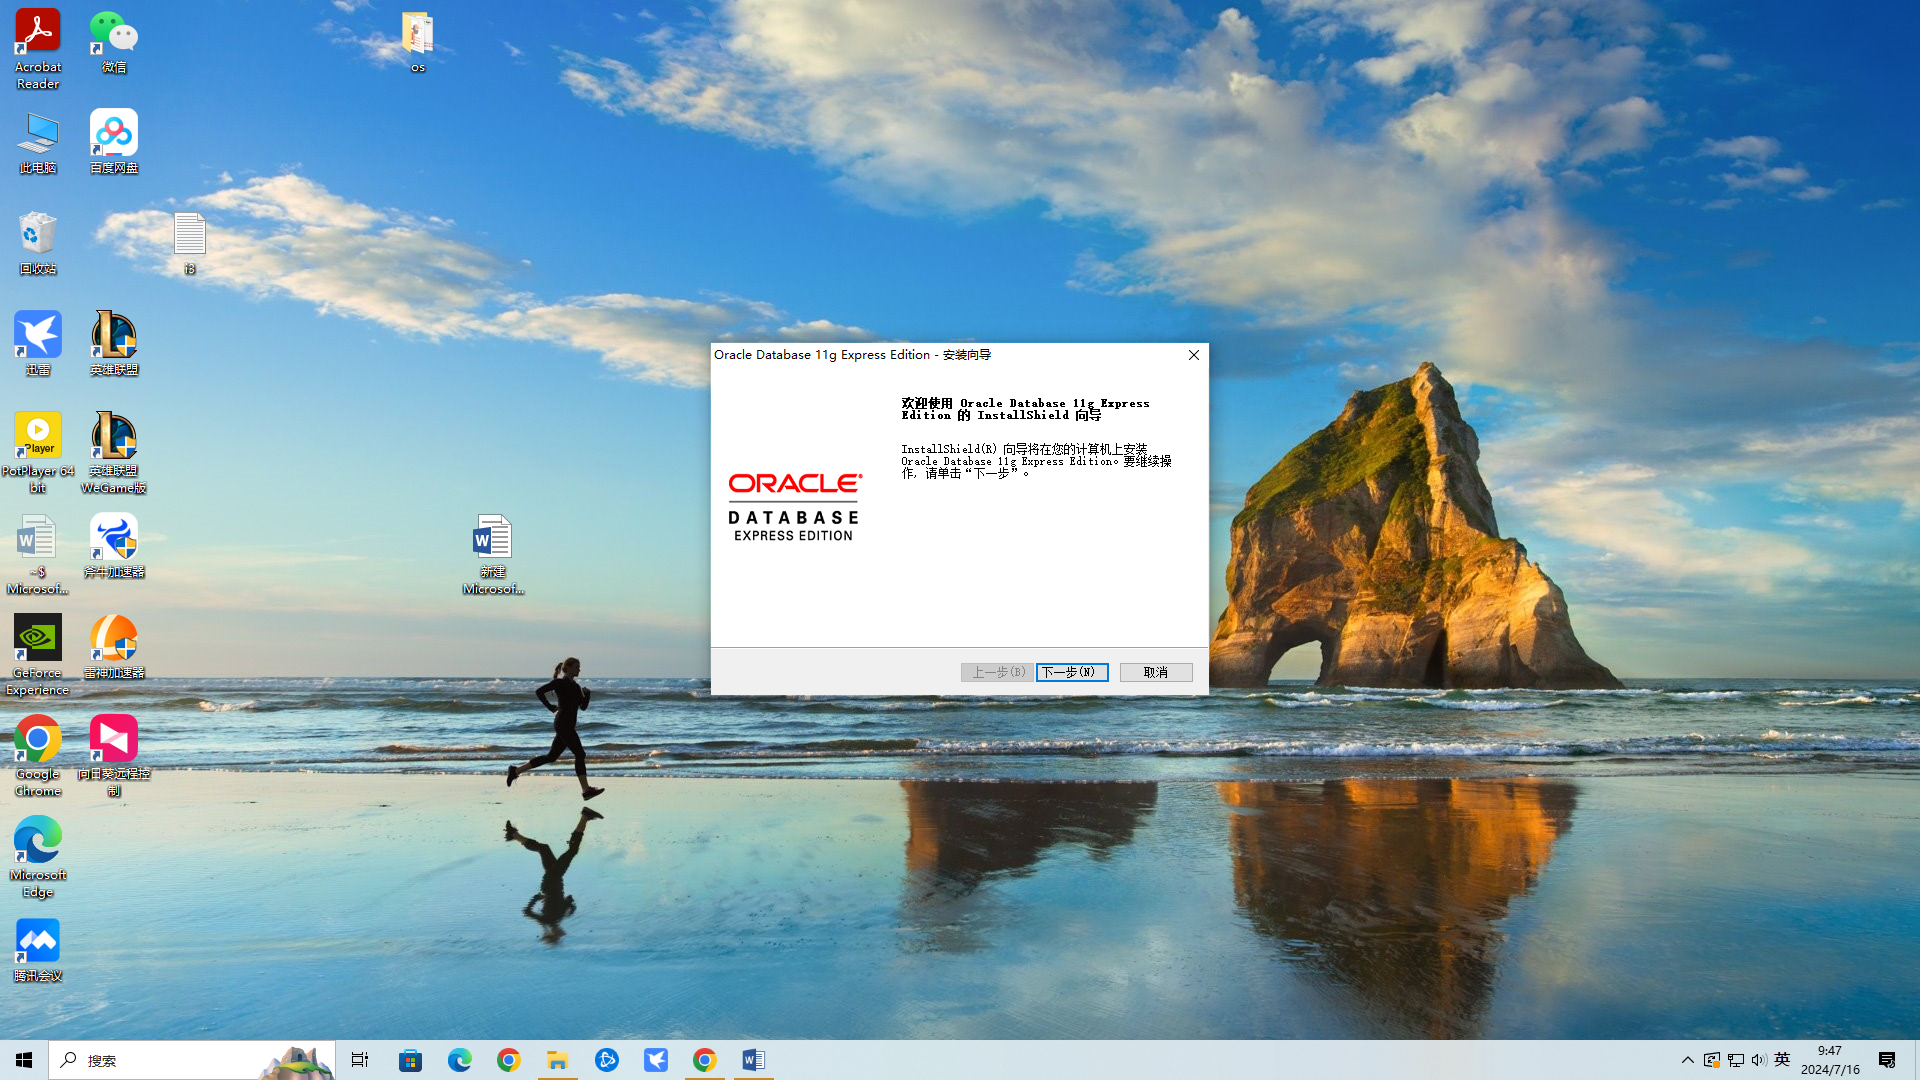 Acrobat
Reader
微信
os
此电脑
百度网盘
回收站
i3
迅雷
英雄联盟
Player
PotPlayer 64
bit
英雄联盟
WeGame版
~$
Microsof...
斧牛加速器
新建
Microsof...
GeForce
Experience
雷神加速器
Google
Chrome
向日葵远程控
制
Microsoft
Edge
腾讯会议
Oracle Database 11g Express Edition - 安装向导
欢迎使用 Oracle Database 11g Express
Edition 的 InstallShield 向导
InstallShield(R) 向导将在您的计算机上安装
Oracle Database 11g Express Edition。要继续操
作, 请单击“下一步”。
ORACLE
DATABASE
EXPRESS EDITION
上一步(B)
下一步(N)
取消
搜索
英
9:47
2024/7/16